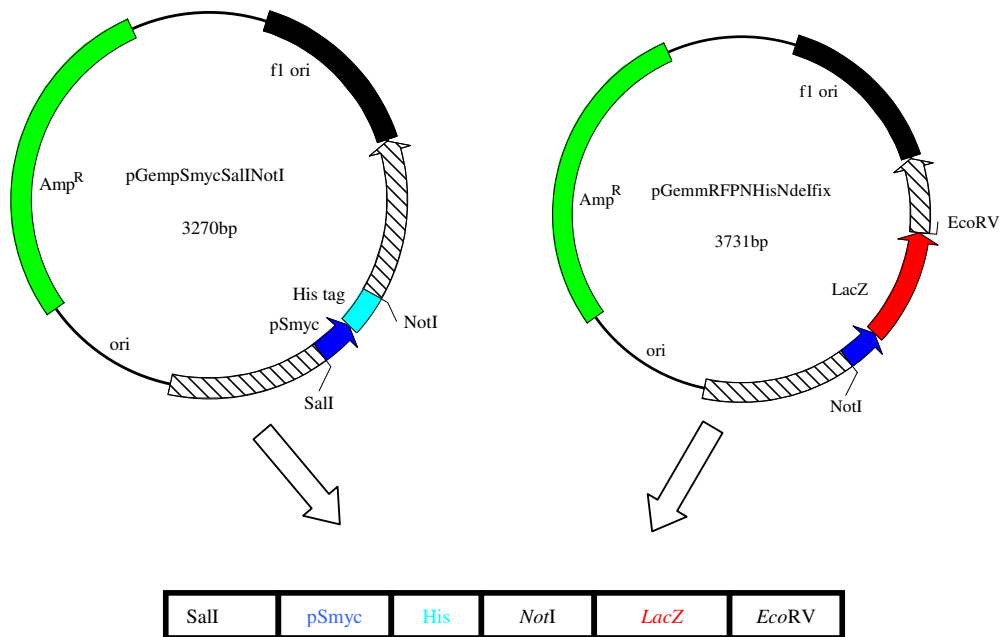 f1 ori
Amp^R
pGempSmycSalINotI
3270bp
His tag
pSmyc
NotI
ori
SalI
f1 ori
Amp^R
pGemmRFPNHisNdeIfix
3731bp
EcoRV
LacZ
ori
NotI
SalI pSmyc His NotI LacZ EcoRV